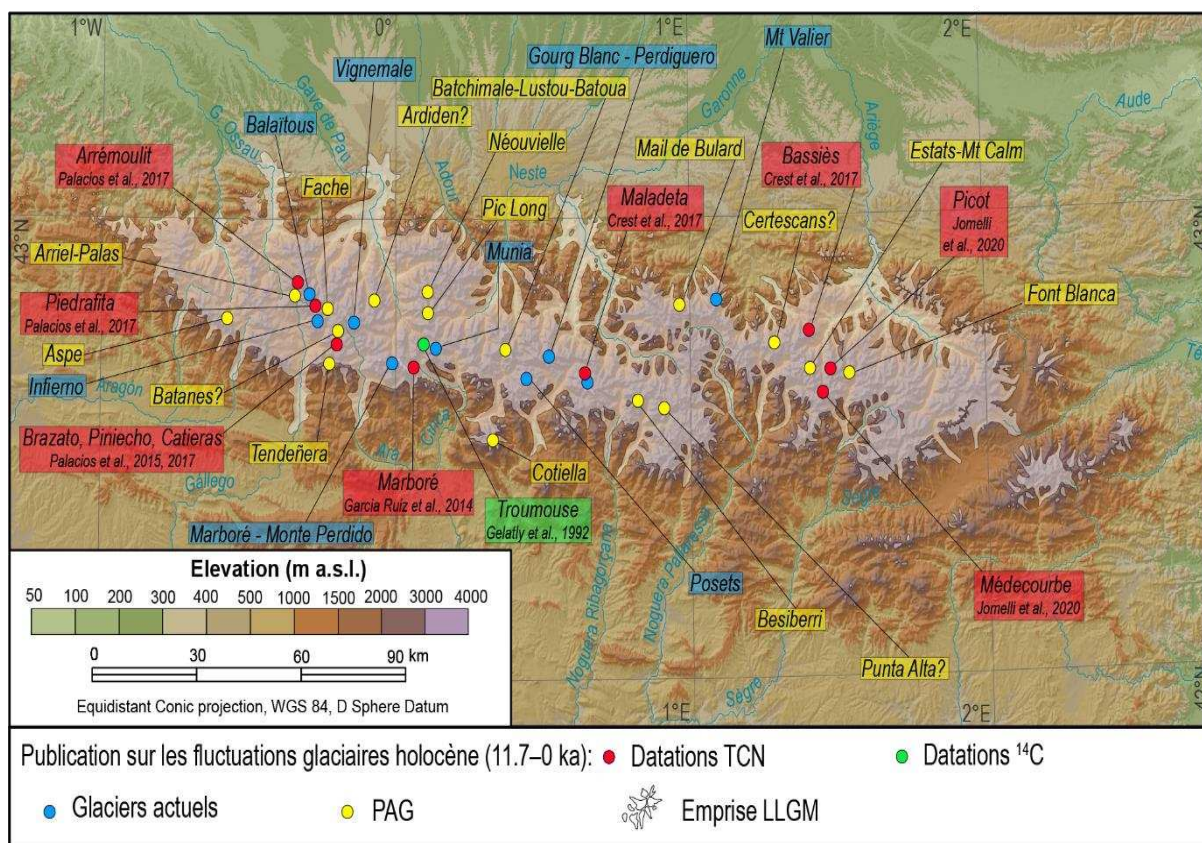 1°W
0°
1°E
2°E
Mt Valier
Gourg Blanc - Perdiguero
Vignemale
Batchimale-Lustou-Batoua
Garonne
Aude
G. Ossau
Gave de Pau
Ardiden?
Ariège
Balaïtous
Néouvielle
Mail de Bulard
Estats-Mt Calm
Arrémoulit
Palacios et al., 2017
Adour
Neste
Bassiès
Crest et al., 2017
Fache
Maladeta
Crest et al., 2017
Picot
Jomelli
et al., 2020
Pic Long
Certescans?
43°N
43°N
Arriel-Palas
Munia
Font Blanca
Piedrafita
Palacios et al., 2017
Aspe
Infierno
Aragón
Batanes?
Cinca
Brazato, Piniecho, Catieras
Palacios et al., 2015, 2017
Tendeñera
Ara
Cotiella
Gállego
Marboré
Garcia Ruiz et al., 2014
Troumouse
Gelatly et al., 1992
Sègre
Marboré - Monte Perdido
Posets
Médecourbe
Jomelli et al., 2020
Noguera Ribagorçana
Noguera Pallaressa
Besiberri
Punta Alta?
Sègre
1°E
2°E
Elevation (m a.s.l.)
50 100 200 300 400 500 1000 1500 2000 3000 4000
0 30 60 90 km
Equidistant Conic projection, WGS 84, D Sphere Datum
Publication sur les fluctuations glaciaires holocène (11.7–0 ka): Datations TCN Datations ¹⁴C
Glaciers actuels PAG Emprise LLGM